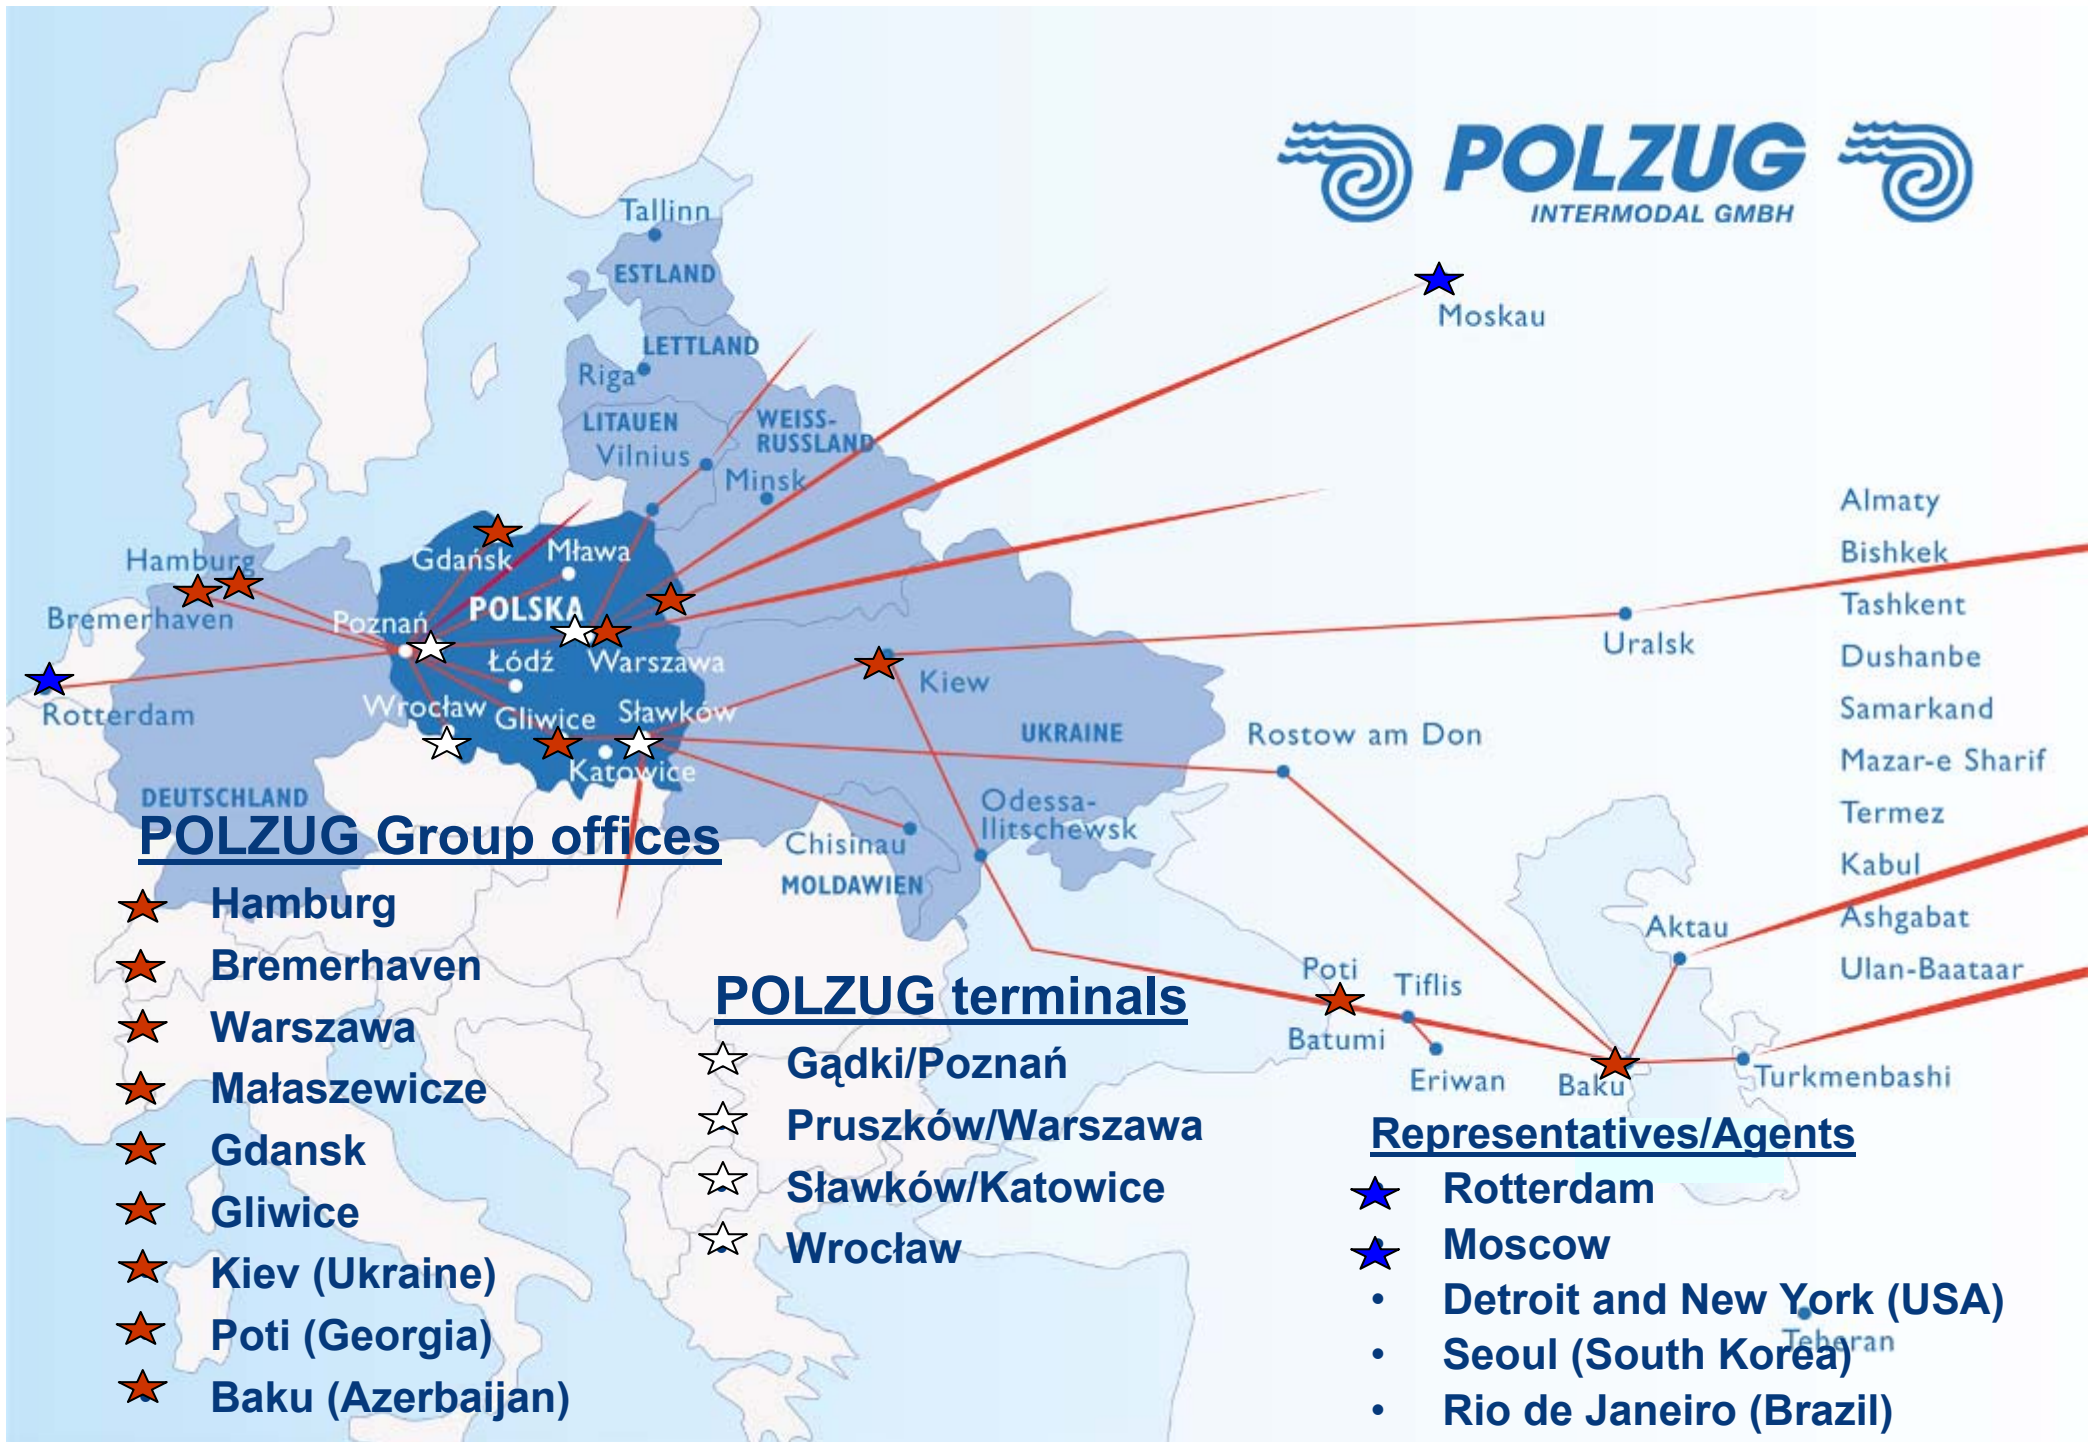 POLZUG
INTERMODAL GMBH
Tallinn
ESTLAND
Moskau
LETTLAND
Riga
LITAUEN
WEISS-
RUSSLAND
Vilnius
Minsk
Hamburg
Gdańsk
Mława
Bremerhaven
Poznań
POLSKA
Łódź
Warszawa
Rotterdam
Wrocław
Gliwice
Sławków
Katowice
Kiew
UKRAINE
Uralsk
Rostow am Don
DEUTSCHLAND
Odessa-
Ilitschewsk
Chisinau
MOLDAWIEN
Almaty
Bishkek
Tashkent
Dushanbe
Samarkand
Mazar-e Sharif
Termez
Kabul
Ashgabat
Ulan-Baataar
Aktau
Poti
Tiflis
Batumi
Eriwan
Baku
Turkmenbashi
Teheran
POLZUG Group offices
Hamburg
Bremerhaven
Warszawa
Małaszewicze
Gdansk
Gliwice
Kiev (Ukraine)
Poti (Georgia)
Baku (Azerbaijan)
POLZUG terminals
Gądki/Poznań
Pruszków/Warszawa
Sławków/Katowice
Wrocław
Representatives/Agents
Rotterdam
Moscow
• Detroit and New York (USA)
• Seoul (South Korea)
• Rio de Janeiro (Brazil)